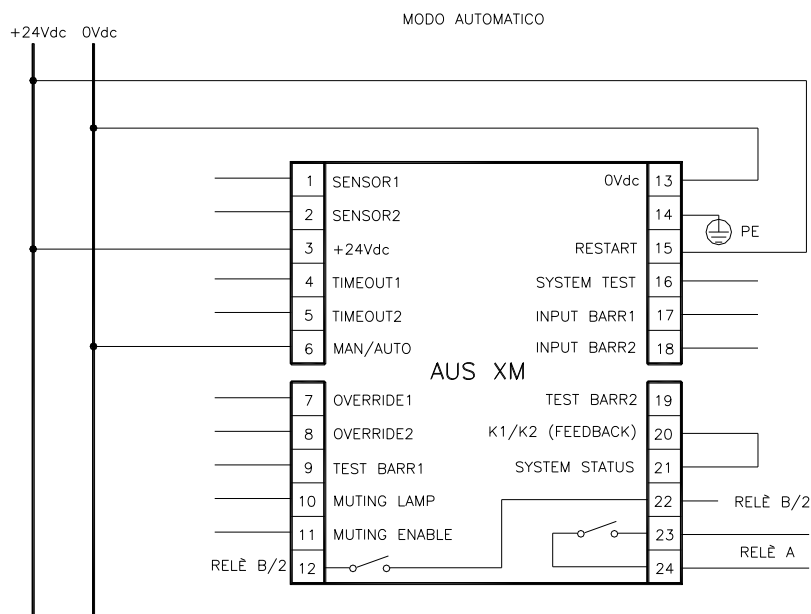 MODO AUTOMATICO
+24Vdc 0Vdc
1 SENSOR1 0Vdc 13
2 SENSOR2 14 PE
3 +24Vdc RESTART 15
4 TIMEOUT1 SYSTEM TEST 16
5 TIMEOUT2 INPUT BARR1 17
6 MAN/AUTO INPUT BARR2 18
AUS XM
7 OVERRIDE1 TEST BARR2 19
8 OVERRIDE2 K1/K2 (FEEDBACK) 20
9 TEST BARR1 SYSTEM STATUS 21
10 MUTING LAMP 22 RELÈ B/2
11 MUTING ENABLE 23
RELÈ A
RELÈ B/2 12 24